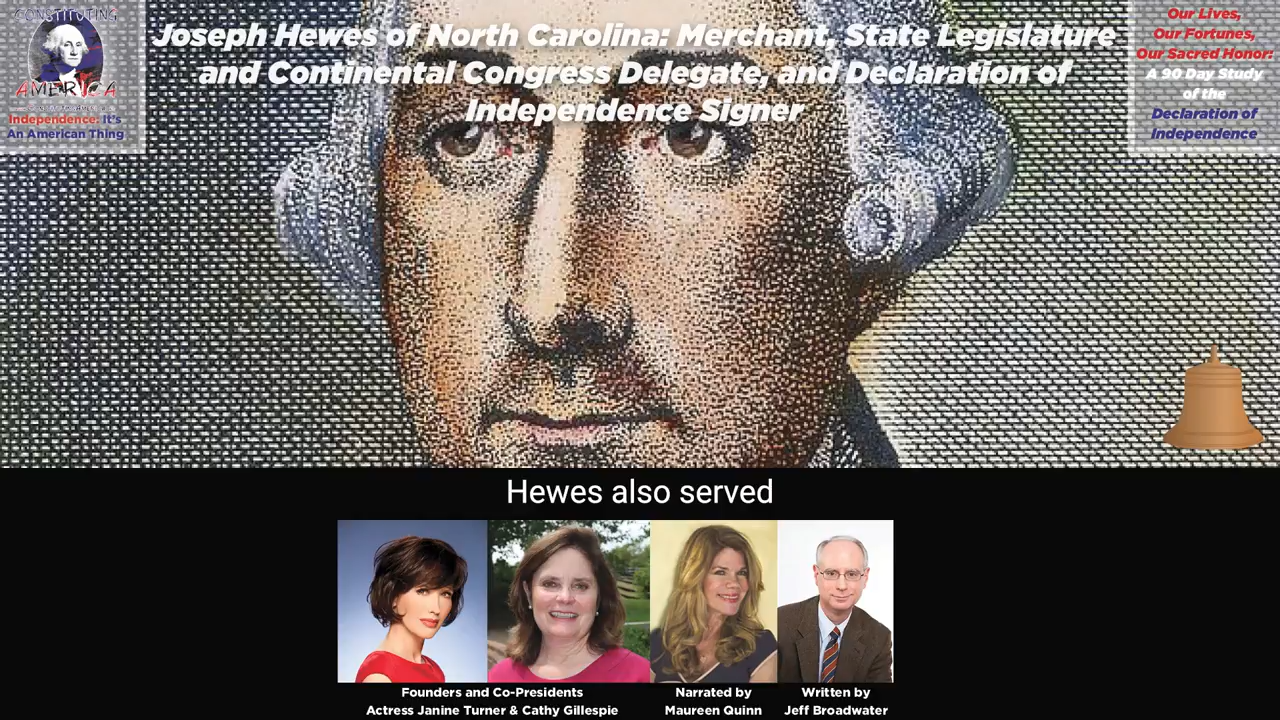 CONSTITUTING
AMERICA
Independence: It's
An American Thing
Joseph Hewes of North Carolina: Merchant, State Legislature
and Continental Congress Delegate, and Declaration of
Independence Signer
Our Lives,
Our Fortunes,
Our Sacred Honor:
A 90 Day Study
of the
Declaration of
Independence
Hewes also served
Founders and Co-Presidents
Actress Janine Turner & Cathy Gillespie
Narrated by
Maureen Quinn
Written by
Jeff Broadwater